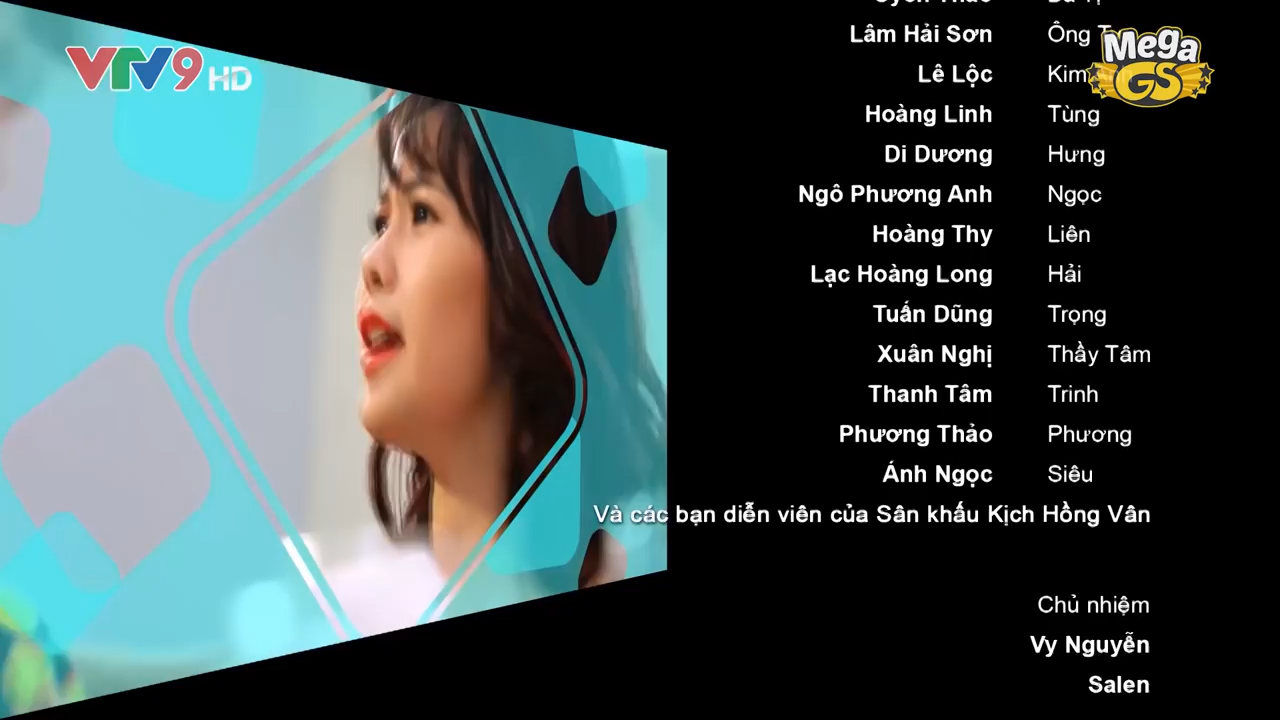 VTV9 HD
Mega GS
Lâm Hải Sơn Ông
Lê Lộc Kim
Hoàng Linh Tùng
Di Dương Hưng
Ngô Phương Anh Ngọc
Hoàng Thy Liên
Lạc Hoàng Long Hải
Tuấn Dũng Trọng
Xuân Nghị Thầy Tâm
Thanh Tâm Trinh
Phương Thảo Phương
Ánh Ngọc Siêu
Và các bạn diễn viên của Sân khấu Kịch Hồng Vân
Chủ nhiệm
Vy Nguyễn
Salen